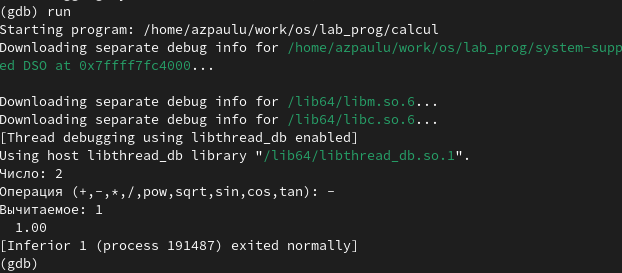 (gdb) run
Starting program: /home/azpaulu/work/os/lab_prog/calcul
Downloading separate debug info for /home/azpaulu/work/os/lab_prog/system-supp
ed DSO at 0x7ffff7fc4000...
Downloading separate debug info for /lib64/libm.so.6...
Downloading separate debug info for /lib64/libc.so.6...
[Thread debugging using libthread_db enabled]
Using host libthread_db library "/lib64/libthread_db.so.1".
Число: 2
Операция (+,-,*,/,pow,sqrt,sin,cos,tan): -
Вычитаемое: 1
1.00
[Inferior 1 (process 191487) exited normally]
(gdb)